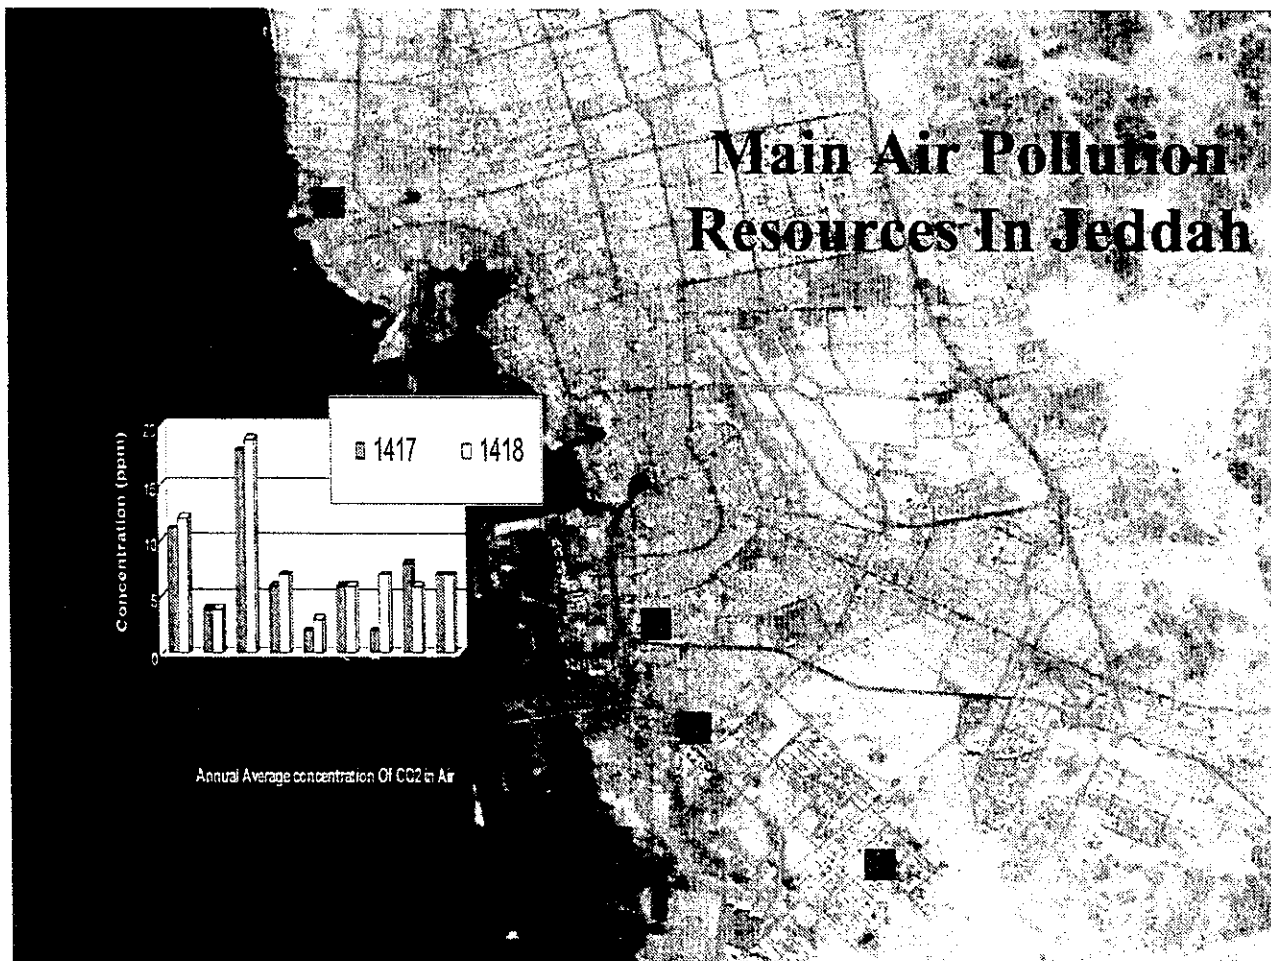 Main Air Pollution
Resources In Jeddah
1417 1418
Concentration (ppm)
20
15
10
5
0
Annual Average concentration Of CO2 in Air